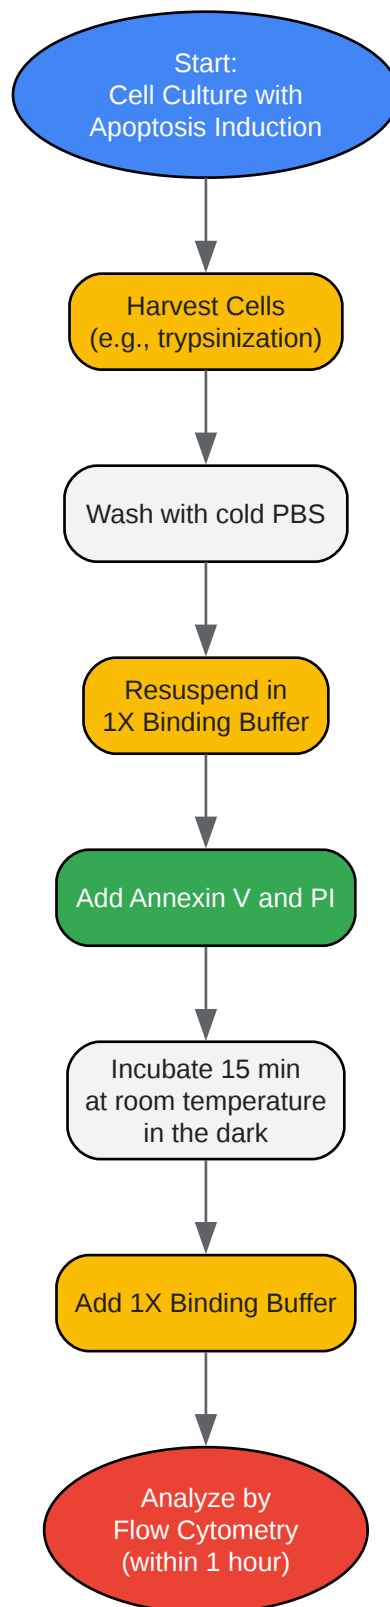 Start:
Cell Culture with
Apoptosis Induction
Harvest Cells
(e.g., trypsinization)
Wash with cold PBS
Resuspend in
1X Binding Buffer
Add Annexin V and PI
Incubate 15 min
at room temperature
in the dark
Add 1X Binding Buffer
Analyze by
Flow Cytometry
(within 1 hour)